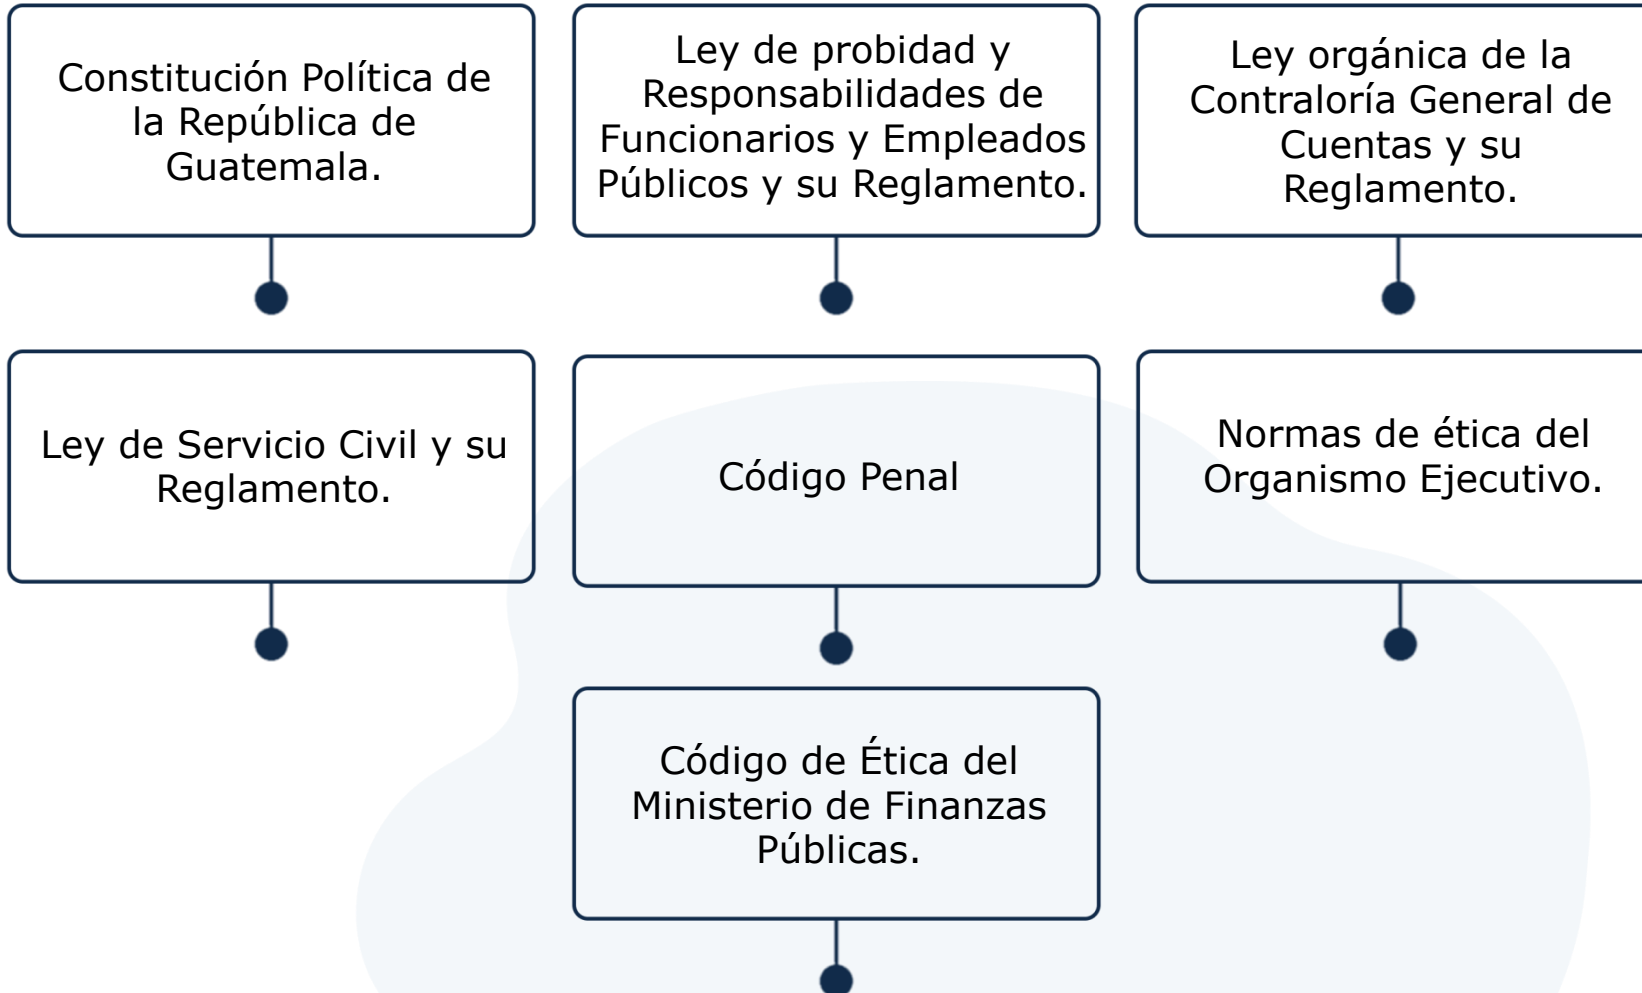 Constitución Política de
la República de
Guatemala.
Ley de probidad y
Responsabilidades de
Funcionarios y Empleados
Públicos y su Reglamento.
Ley orgánica de la
Contraloría General de
Cuentas y su
Reglamento.
Ley de Servicio Civil y su
Reglamento.
Código Penal
Normas de ética del
Organismo Ejecutivo.
Código de Ética del
Ministerio de Finanzas
Públicas.